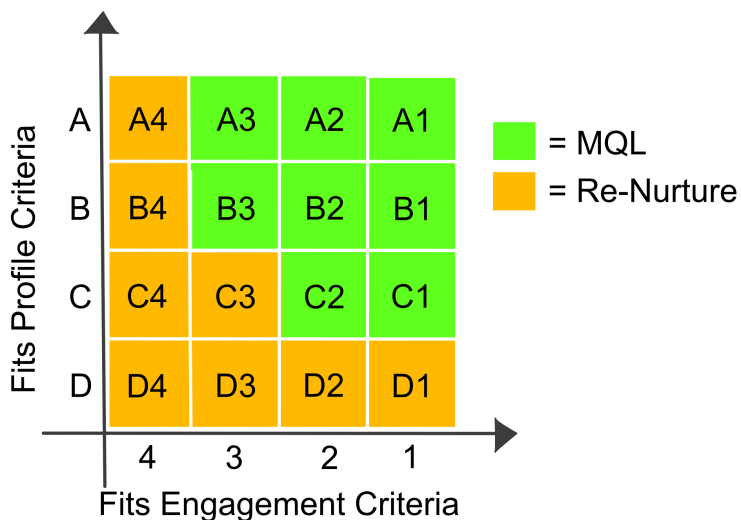 Fits Profile Criteria
A A4 A3 A2 A1
B B4 B3 B2 B1
C C4 C3 C2 C1
D D4 D3 D2 D1
4 3 2 1
Fits Engagement Criteria
= MQL
= Re-Nurture